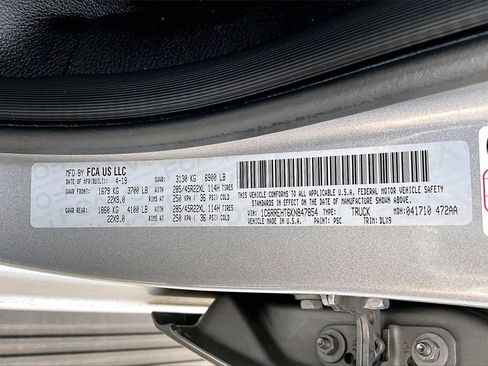 MFD BY FCA US LLC
DATE OF MFR(BUILT): 4-19 GVWR: 3130 KG 6900 LB
GAWR FRONT: 1679 KG 3700 LB WITH 285/45R22XL 114H TIRES
22X9.0 RIMS AT 250 KPA ( 36 PSI COLD
GAWR REAR: 1860 KG 4100 LB WITH 285/45R22XL 114H TIRES
22X9.0 RIMS AT 250 KPA ( 36 PSI COLD
THIS VEHICLE CONFORMS TO ALL APPLICABLE U.S.A. FEDERAL MOTOR VEHICLE SAFETY
STANDARDS IN EFFECT ON THE DATE OF MANUFACTURE SHOWN ABOVE.
VIN: 1C6RREHT6KN847854 TYPE: TRUCK MDH: 041710 472AA
VEHICLE MADE IN U.S.A. PAINT: PSC TRIM: DLX9